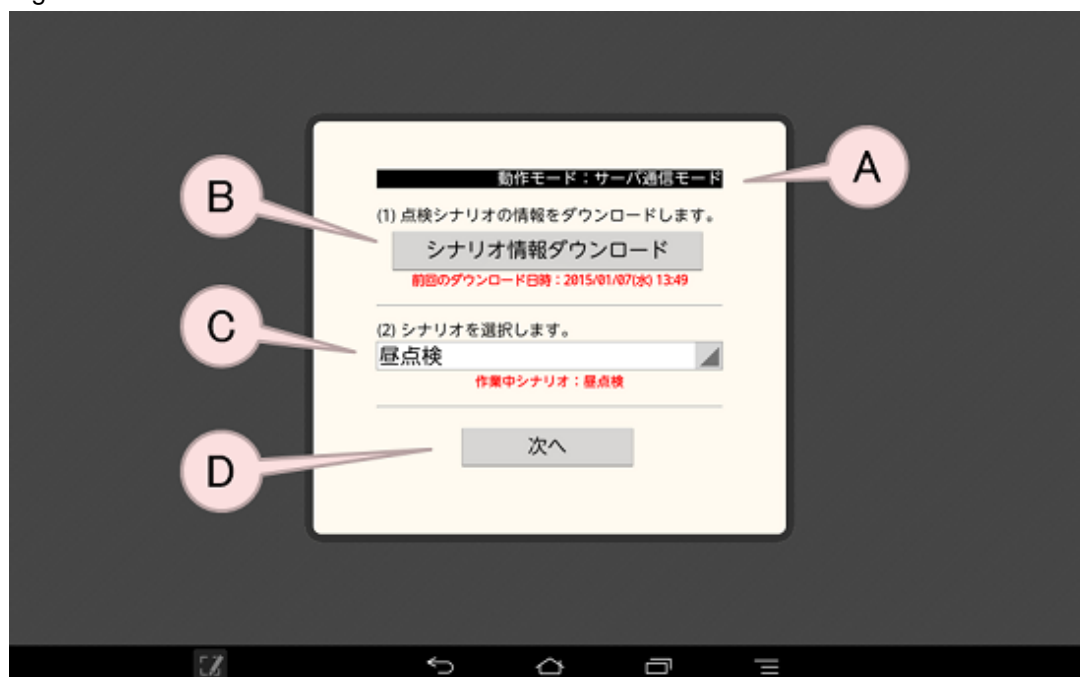 A
動作モード:サーバ通信モード
B
(1) 点検シナリオの情報をダウンロードします。
シナリオ情報ダウンロード
前回のダウンロード日時:2015/01/07(水) 13:49
C
(2) シナリオを選択します。
昼点検
作業中シナリオ:昼点検
D
次へ